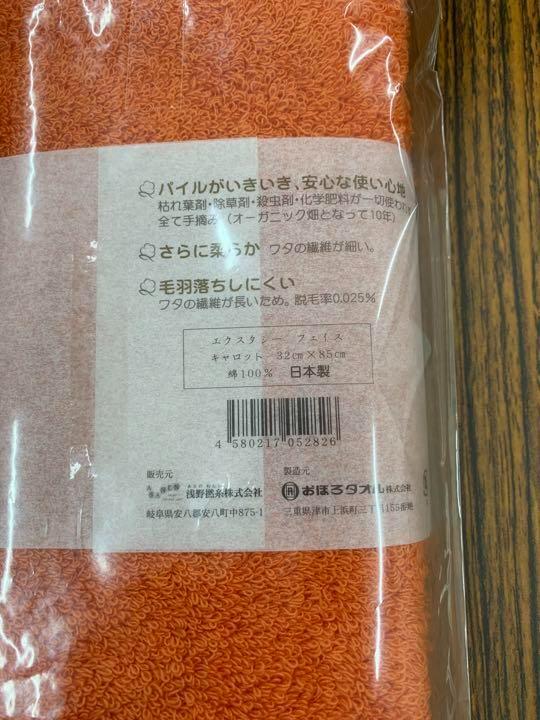 パイルがいきいき、安心な使い心地
枯れ葉剤・除草剤・殺虫剤・化学肥料が一切使われ
全て手摘み（オーガニック畑となって10年）
さらに柔らか ワタの繊維が細い。
毛羽落ちしにくい
ワタの繊維が長いため。脱毛率0.025%
エクスタシー フェイス
キャロット 32cm×85cm
綿100% 日本製
4 580217 052826
販売元
浅野撚糸株式会社
岐阜県安八郡安八町中875-1
製造元
おぼろタオル株式会社
三重県津市上浜町三丁目155番地